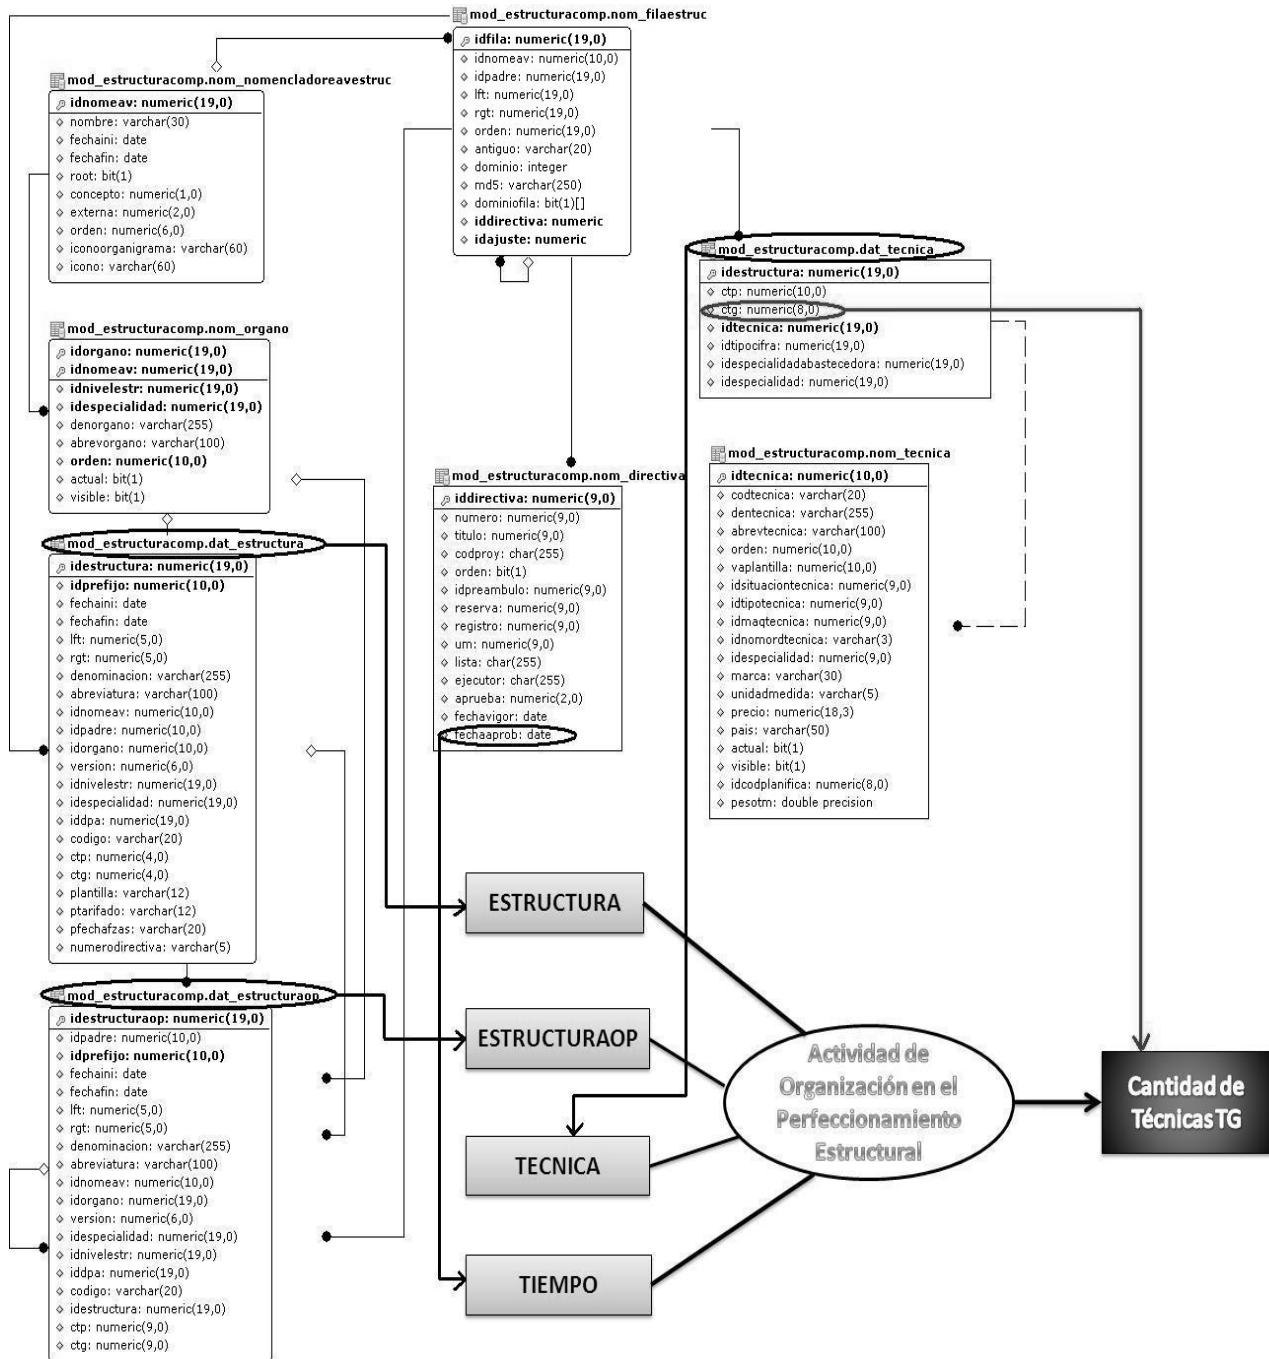 mod_estructuracomp.nom_filaestruc
idfila: numeric(19,0)
idnomeav: numeric(10,0)
idpadre: numeric(19,0)
lft: numeric(19,0)
rgt: numeric(19,0)
orden: numeric(19,0)
antiguo: varchar(20)
dominio: integer
md5: varchar(250)
dominiofila: bit(1)[]
iddirectiva: numeric
idajuste: numeric
mod_estructuracomp.nom_nomencladoreavestruc
idnomeav: numeric(19,0)
nombre: varchar(30)
fechaini: date
fechafin: date
root: bit(1)
concepto: numeric(1,0)
externa: numeric(2,0)
orden: numeric(6,0)
iconoorganigrama: varchar(60)
icono: varchar(60)
mod_estructuracomp.dat_tecnica
idestructura: numeric(19,0)
ctp: numeric(10,0)
ctg: numeric(8,0)
idtecnica: numeric(19,0)
idtipocifra: numeric(19,0)
idespecialidadabastecedora: numeric(19,0)
idespecialidad: numeric(19,0)
mod_estructuracomp.nom_organo
idorgano: numeric(19,0)
idnomeav: numeric(19,0)
idnivelestr: numeric(19,0)
idespecialidad: numeric(19,0)
denorgano: varchar(255)
abrevorgano: varchar(100)
orden: numeric(10,0)
actual: bit(1)
visible: bit(1)
mod_estructuracomp.nom_directiva
iddirectiva: numeric(9,0)
numero: numeric(9,0)
titulo: numeric(9,0)
codproy: char(255)
orden: bit(1)
idpreambulo: numeric(9,0)
reserva: numeric(9,0)
registro: numeric(9,0)
um: numeric(9,0)
lista: char(255)
ejecutor: char(255)
aprueba: numeric(2,0)
fechavigor: date
fechaaprob: date
mod_estructuracomp.nom_tecnica
idtecnica: numeric(10,0)
codtecnica: varchar(20)
dentecnica: varchar(255)
abrevtecnica: varchar(100)
orden: numeric(10,0)
vaplantilla: numeric(10,0)
idsituaciontecnica: numeric(9,0)
idtipotecnica: numeric(9,0)
idmaqtecnica: numeric(9,0)
idnomordtecnica: varchar(3)
idespecialidad: numeric(9,0)
marca: varchar(30)
unidadmedida: varchar(5)
precio: numeric(18,3)
pais: varchar(50)
actual: bit(1)
visible: bit(1)
idcodplanifica: numeric(8,0)
pesotm: double precision
mod_estructuracomp.dat_estructura
idestructura: numeric(19,0)
idprefijo: numeric(10,0)
fechaini: date
fechafin: date
lft: numeric(5,0)
rgt: numeric(5,0)
denominacion: varchar(255)
abreviatura: varchar(100)
idnomeav: numeric(10,0)
idpadre: numeric(10,0)
idorgano: numeric(10,0)
version: numeric(6,0)
idnivelestr: numeric(19,0)
idespecialidad: numeric(19,0)
iddpa: numeric(19,0)
codigo: varchar(20)
ctp: numeric(4,0)
ctg: numeric(4,0)
plantilla: varchar(12)
ptarifado: varchar(12)
pfechafzas: varchar(20)
numerodirectiva: varchar(5)
mod_estructuracomp.dat_estructuraop
idestructuraop: numeric(19,0)
idpadre: numeric(10,0)
idprefijo: numeric(10,0)
fechaini: date
fechafin: date
lft: numeric(5,0)
rgt: numeric(5,0)
denominacion: varchar(255)
abreviatura: varchar(100)
idnomeav: numeric(10,0)
idorgano: numeric(19,0)
version: numeric(6,0)
idespecialidad: numeric(19,0)
idnivelestr: numeric(19,0)
iddpa: numeric(19,0)
codigo: varchar(20)
idestructura: numeric(19,0)
ctp: numeric(9,0)
ctg: numeric(9,0)
ESTRUCTURA
ESTRUCTURAOP
TECNICA
TIEMPO
Actividad de
Organización en el
Perfeccionamiento
Estructural
Cantidad de
Técnicas TG